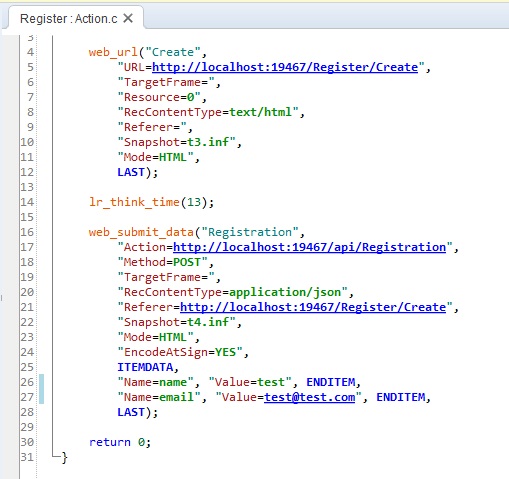 Register : Action.c ×
3
4 web_url("Create",
5 "URL=http://localhost:19467/Register/Create",
6 "TargetFrame=",
7 "Resource=0",
8 "RecContentType=text/html",
9 "Referer=",
10 "Snapshot=t3.inf",
11 "Mode=HTML",
12 LAST);
13
14 lr_think_time(13);
15
16 web_submit_data("Registration",
17 "Action=http://localhost:19467/api/Registration",
18 "Method=POST",
19 "TargetFrame=",
20 "RecContentType=application/json",
21 "Referer=http://localhost:19467/Register/Create",
22 "Snapshot=t4.inf",
23 "Mode=HTML",
24 "EncodeAtSign=YES",
25 ITEMDATA,
26 "Name=name", "Value=test", ENDITEM,
27 "Name=email", "Value=test@test.com", ENDITEM,
28 LAST);
29
30 return 0;
31 }